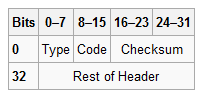 Bits 0–7 8–15 16–23 24–31
0 Type Code Checksum
32 Rest of Header